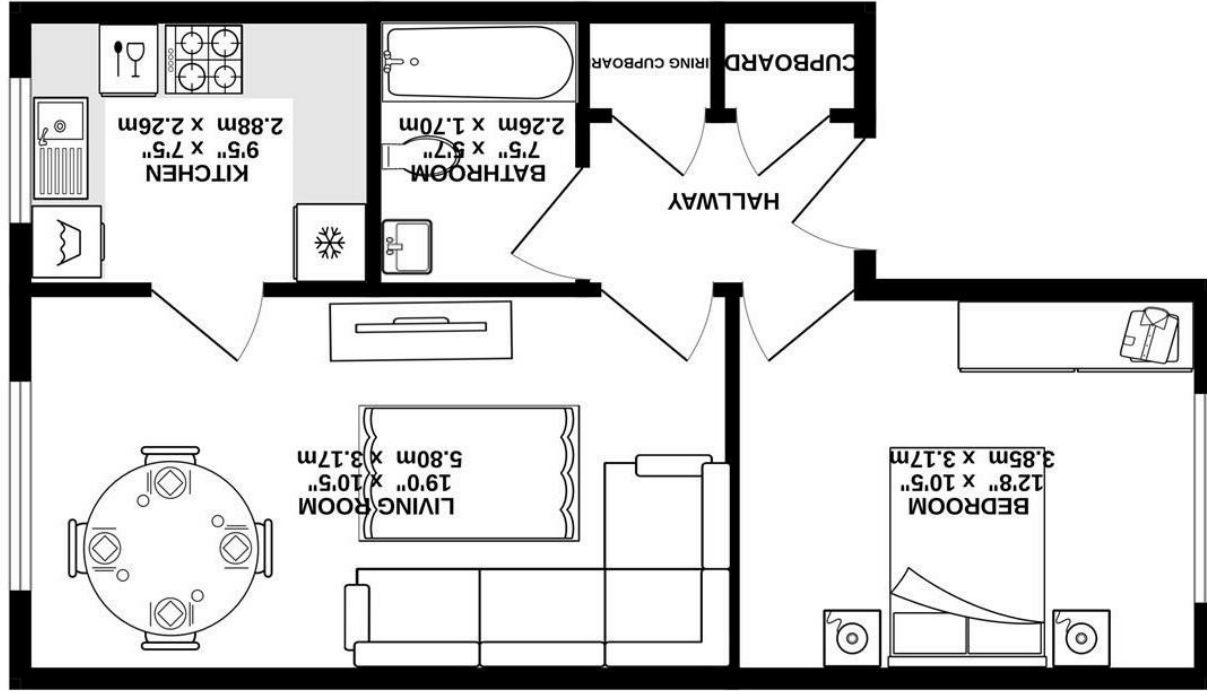 BEDROOM
12'8" x 10'5"
3.85m x 3.17m
LIVING ROOM
19'0" x 10'5"
5.80m x 3.17m
HALLWAY
BATHROOM
7'5" x 5'7"
2.26m x 1.70m
KITCHEN
9'5" x 7'5"
2.88m x 2.26m
CUPBOARD
IRING CUPBOAR